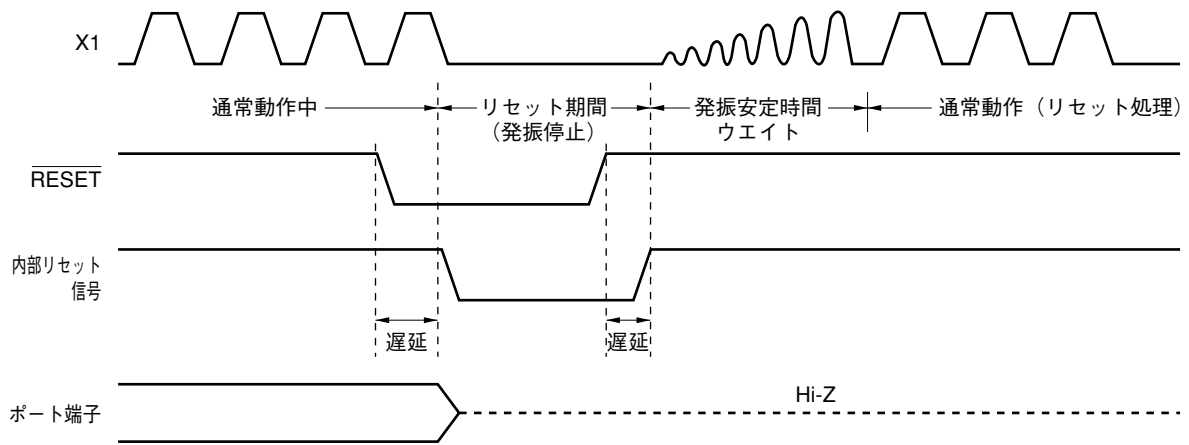 X1
通常動作中
リセット期間
(発振停止)
発振安定時間
ウエイト
通常動作（リセット処理）
RESET
内部リセット
信号
遅延
遅延
ポート端子
Hi-Z